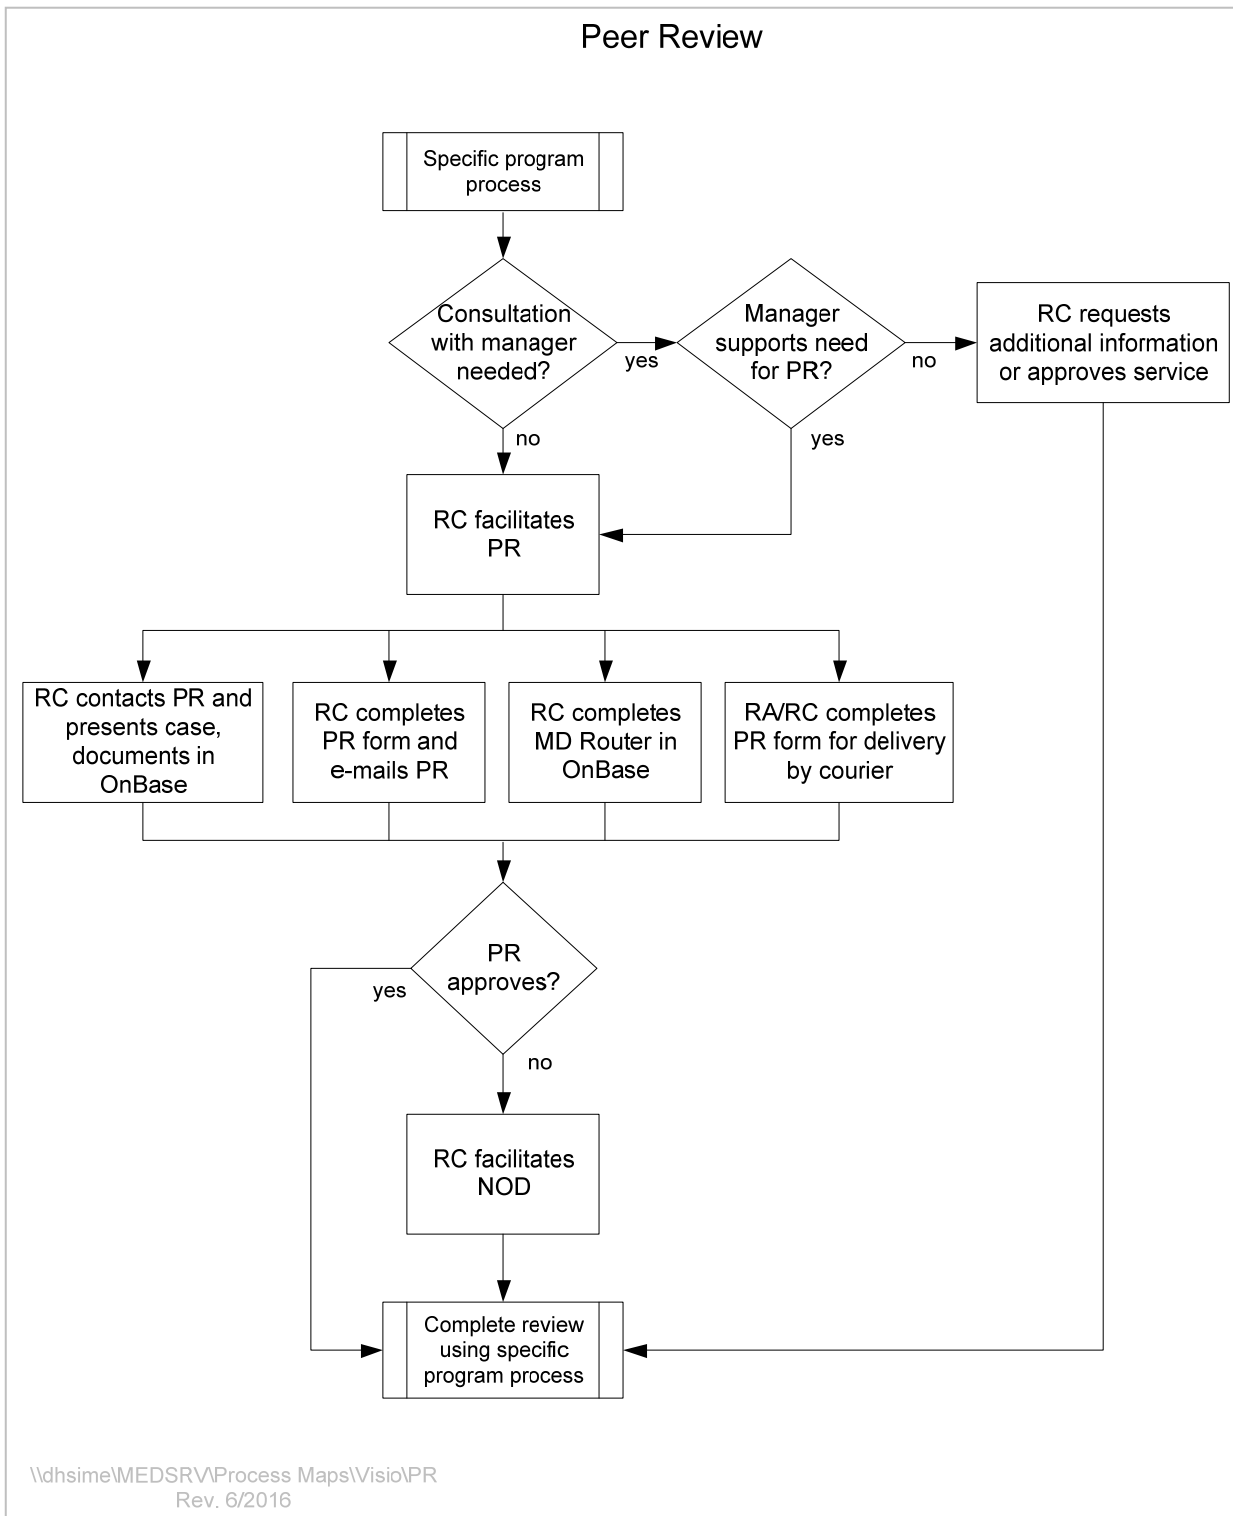 Peer Review
Specific program
process
Consultation
with manager
needed?
yes
Manager
supports need
for PR?
no
RC requests
additional information
or approves service
no
yes
RC facilitates
PR
RC contacts PR and
presents case,
documents in
OnBase
RC completes
PR form and
e-mails PR
RC completes
MD Router in
OnBase
RA/RC completes
PR form for delivery
by courier
PR
approves?
yes
no
RC facilitates
NOD
Complete review
using specific
program process
\\dhsime\MEDSRV\Process Maps\Visio\PR
Rev. 6/2016